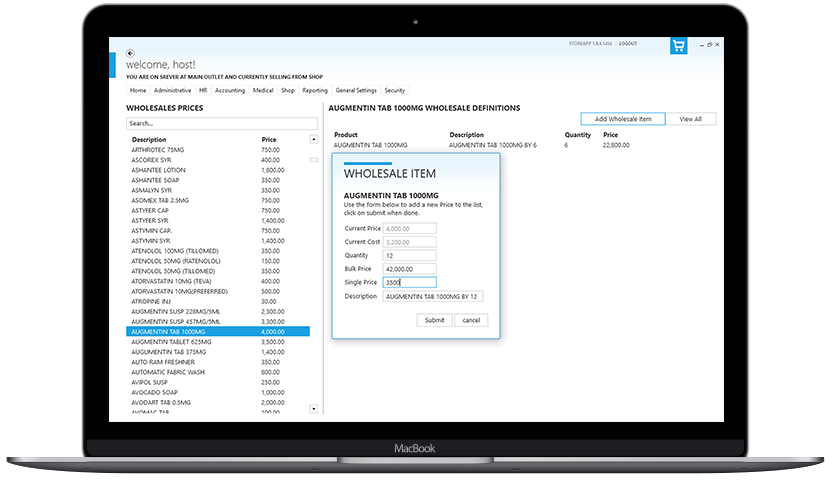 STOREAPP 1.8.4.1456 | LOGOUT
welcome, host!
YOU ARE ON SREVER AT MAIN OUTLET AND CURRENTLY SELLING FROM SHOP
Home Administrative HR Accounting Medical Shop Reporting General Settings Security
WHOLESALES PRICES
Search...
Description Price
ARTHROTEC 75MG 750.00
ASCOREX SYR 400.00
ASHANTEE LOTION 1,800.00
ASHANTEE SOAP 350.00
ASMALYN SYR 350.00
ASOMEX TAB 2.5MG 750.00
ASTYFER CAP 750.00
ASTYFER SYR 1,400.00
ASTYMIN CAP. 750.00
ASTYMIN SYR 1,400.00
ATENOLOL 100MG (TILLOMED) 350.00
ATENOLOL 50MG (RATENOLOL) 150.00
ATENOLOL 50MG (TILLOMED) 350.00
ATORVASTATIN 10MG (TEVA) 400.00
ATORVASTATIN 10MG(PREFERRED) 500.00
ATROPINE INJ 30.00
AUGMENTIN SUSP 228MG/5ML 2,300.00
AUGMENTIN SUSP 457MG/5ML 3,300.00
AUGMENTIN TAB 1000MG 4,000.00
AUGMENTIN TABLET 625MG 3,500.00
AUGUMENTIN TAB 375MG 1,400.00
AUTO RAM FRESHNER 350.00
AUTOMATIC FABRIC WASH 800.00
AVIPOL SUSP 250.00
AVOCADO SOAP 1,000.00
AVODART TAB 0.5MG 2,000.00
AVOMAC TAB 100.00
AUGMENTIN TAB 1000MG WHOLESALE DEFINITIONS
Add Wholesale Item View All
Product Description Quantity Price
AUGMENTIN TAB 1000MG AUGMENTIN TAB 1000MG BY 6 6 22,800.00
WHOLESALE ITEM
AUGMENTIN TAB 1000MG
Use the form below to add a new Price to the list,
click on submit when done.
Current Price 4,000.00
Current Cost 3,200.00
Quantity 12
Bulk Price 42,000.00
Single Price 3500
Description AUGMENTIN TAB 1000MG BY 12
Submit cancel
MacBook